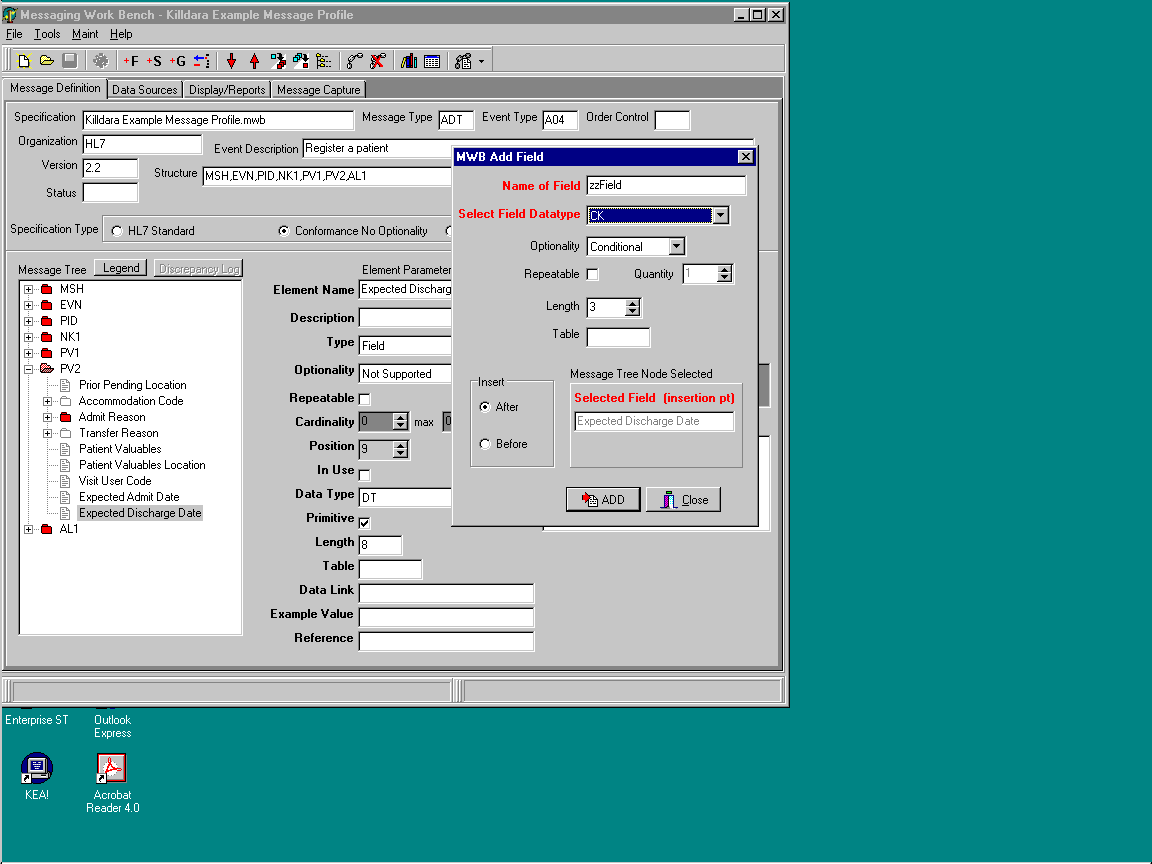 Messaging Work Bench - Killdara Example Message Profile
File Tools Maint Help
+F +S +G
Message Definition Data Sources Display/Reports Message Capture
Specification Killdara Example Message Profile.mwb Message Type ADT Event Type A04 Order Control
Organization HL7 Event Description Register a patient
Version 2.2 Structure MSH,EVN,PID,NK1,PV1,PV2,AL1
Status
Specification Type HL7 Standard Conformance No Optionality
Message Tree Legend Discrepancy Log
MSH
EVN
PID
NK1
PV1
PV2
Prior Pending Location
Accommodation Code
Admit Reason
Transfer Reason
Patient Valuables
Patient Valuables Location
Visit User Code
Expected Admit Date
Expected Discharge Date
AL1
Element Parameter
Element Name Expected Discharg
Description
Type Field
Optionality Not Supported
Repeatable
Cardinality 0 max 0
Position 9
In Use
Data Type DT
Primitive
Length 8
Table
Data Link
Example Value
Reference
MWB Add Field
Name of Field zzField
Select Field Datatype CK
Optionality Conditional
Repeatable Quantity 1
Length 3
Table
Insert
After
Before
Message Tree Node Selected
Selected Field (insertion pt)
Expected Discharge Date
ADD Close
Enterprise ST
Outlook
Express
KEA!
Acrobat
Reader 4.0